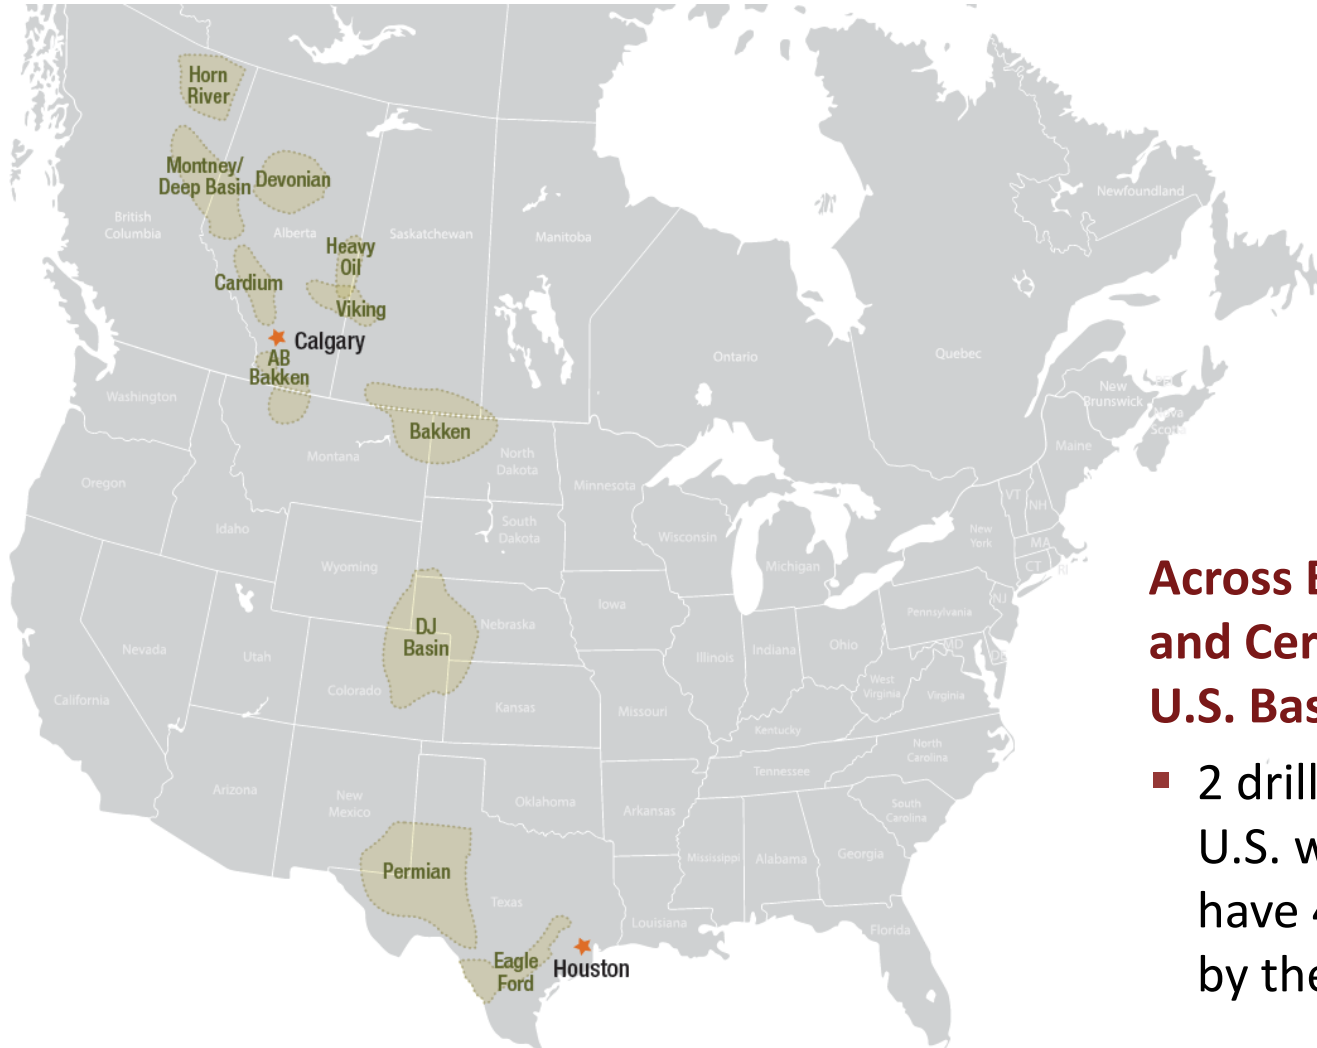 Horn
River
Montney/
Deep Basin
Devonian
British
Columbia
Alberta
Saskatchewan
Manitoba
Newfoundland
Heavy
Oil
Cardium
Viking
Calgary
AB
Bakken
Ontario
Quebec
New
Brunswick
PEI
Nova
Scotia
Washington
Montana
Bakken
North
Dakota
Minnesota
Maine
Oregon
Idaho
South
Dakota
Wisconsin
Michigan
New
York
VT
NH
MA
CT
RI
Wyoming
Iowa
Nebraska
DJ
Basin
Pennsylvania
NJ
Nevada
Utah
Colorado
Illinois
Indiana
Ohio
MD
DE
West
Virginia
Virginia
California
Kansas
Missouri
Kentucky
North
Carolina
Tennessee
Arizona
New
Mexico
Oklahoma
Arkansas
South
Carolina
Mississippi
Alabama
Georgia
Permian
Texas
Louisiana
Florida
Eagle
Ford
Houston
Across
and Cer
U.S. Bas
2 drill
U.S. w
have 4
by the